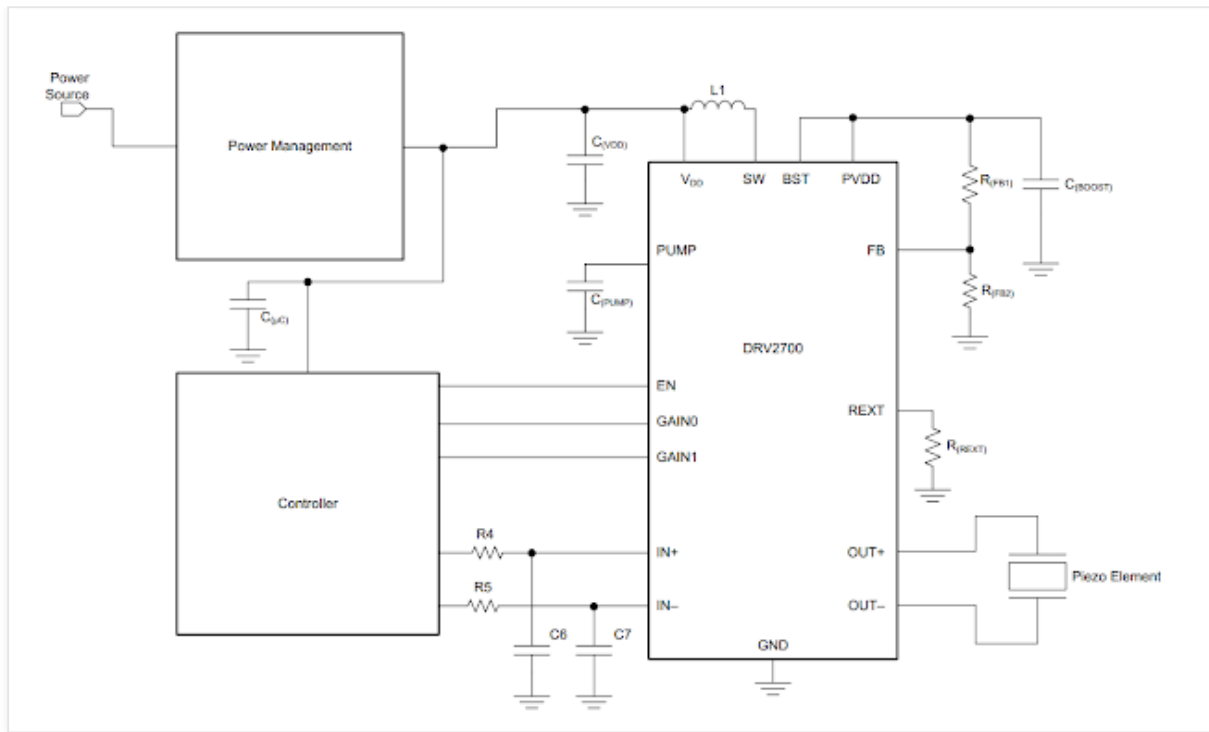 Power
Source
Power Management
L1
C(VDD)
VDD
SW
BST
PVDD
R(FB1)
C(BOOST)
PUMP
FB
C(PUMP)
R(FB2)
C(μC)
DRV2700
EN
GAIN0
GAIN1
REXT
R(REXT)
Controller
R4
IN+
OUT+
Piezo Element
R5
IN–
OUT–
C6
C7
GND